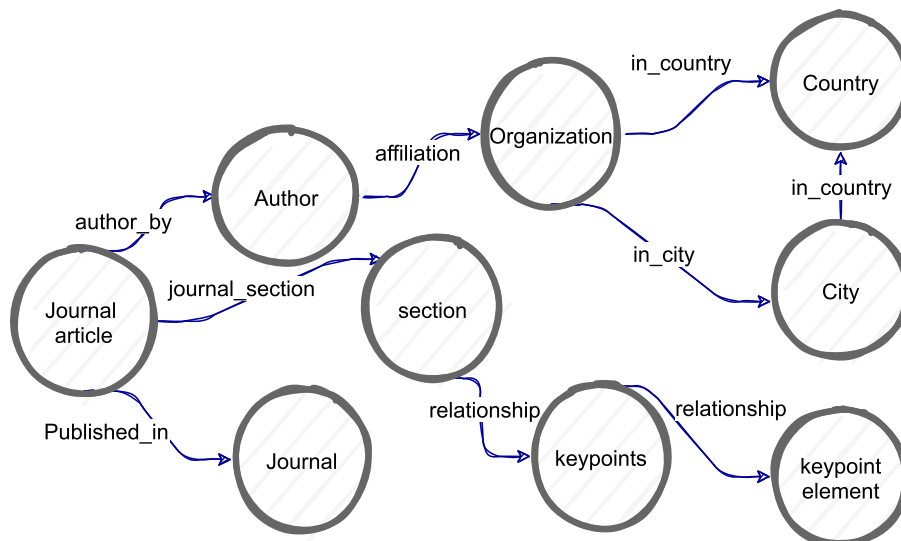 in_country
Country
Organization
affiliation
Author
in_country
author_by
in_city
journal_section
City
Journal
article
section
relationship
relationship
Published_in
Journal
keypoints
keypoint
element